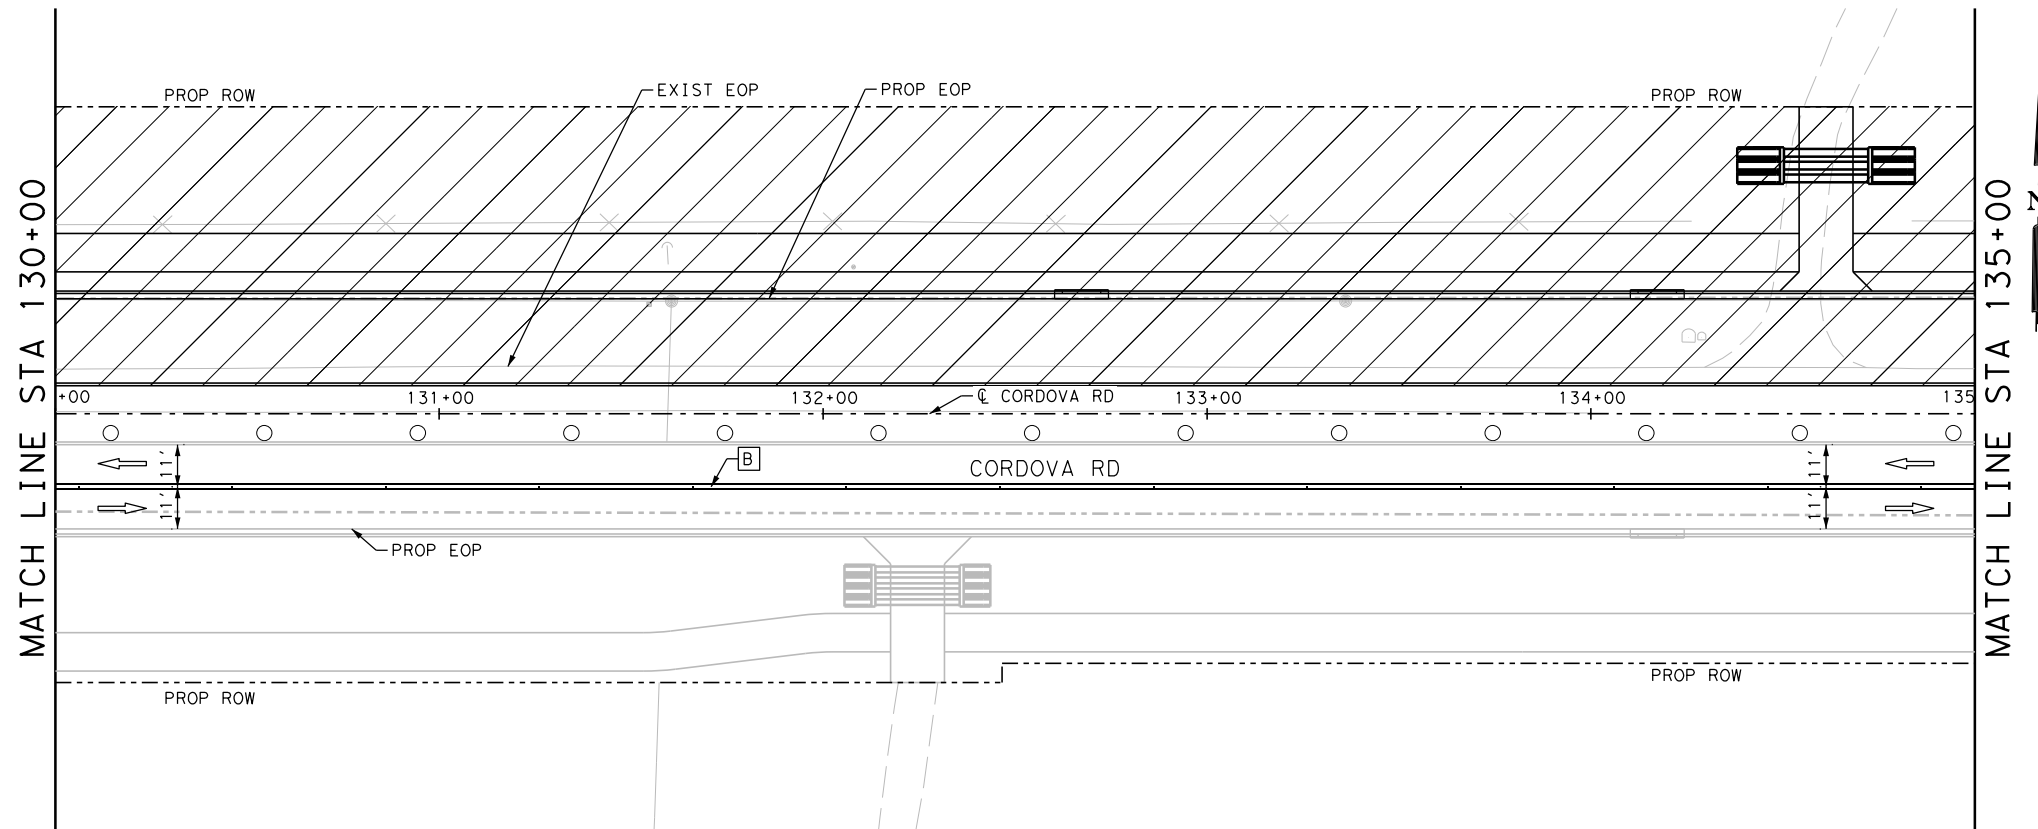 EXIST EOP
PROP EOP
PROP ROW
PROP ROW
MATCH LINE STA 130+00
MATCH LINE STA 135+00
N
B
+00
131+00
132+00
℄ CORDOVA RD
133+00
134+00
135
B
CORDOVA RD
11'
11'
11'
11'
PROP EOP
PROP ROW
PROP ROW